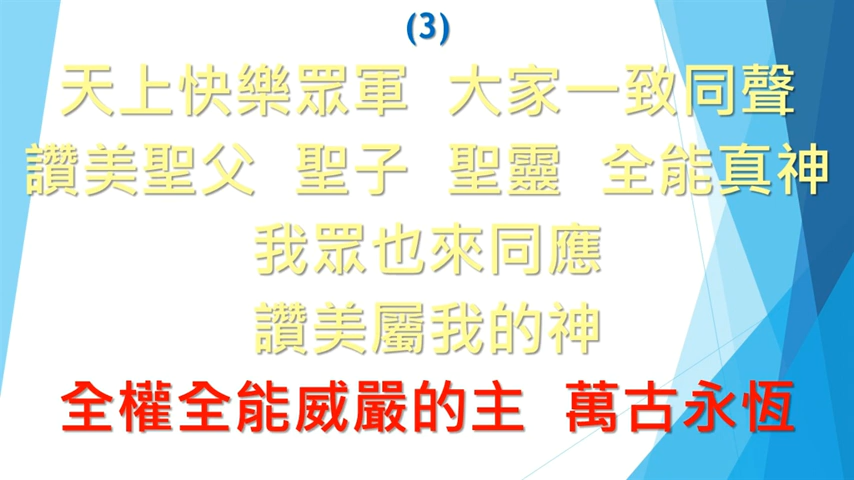 (3)
天上快樂眾軍 大家一致同聲
讚美聖父 聖子 聖靈 全能真神
我眾也來同應
讚美屬我的神
全權全能威嚴的主 萬古永恆